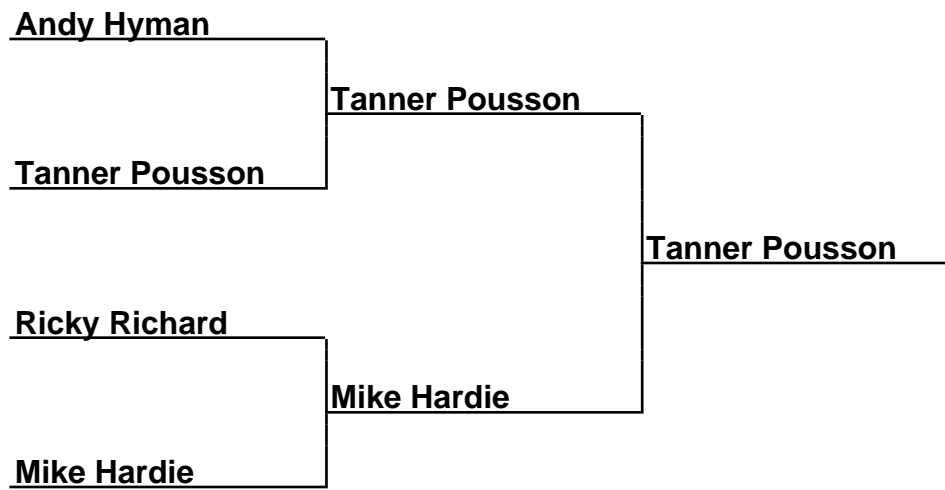 Andy Hyman
Tanner Pousson
Tanner Pousson
Tanner Pousson
Ricky Richard
Mike Hardie
Mike Hardie